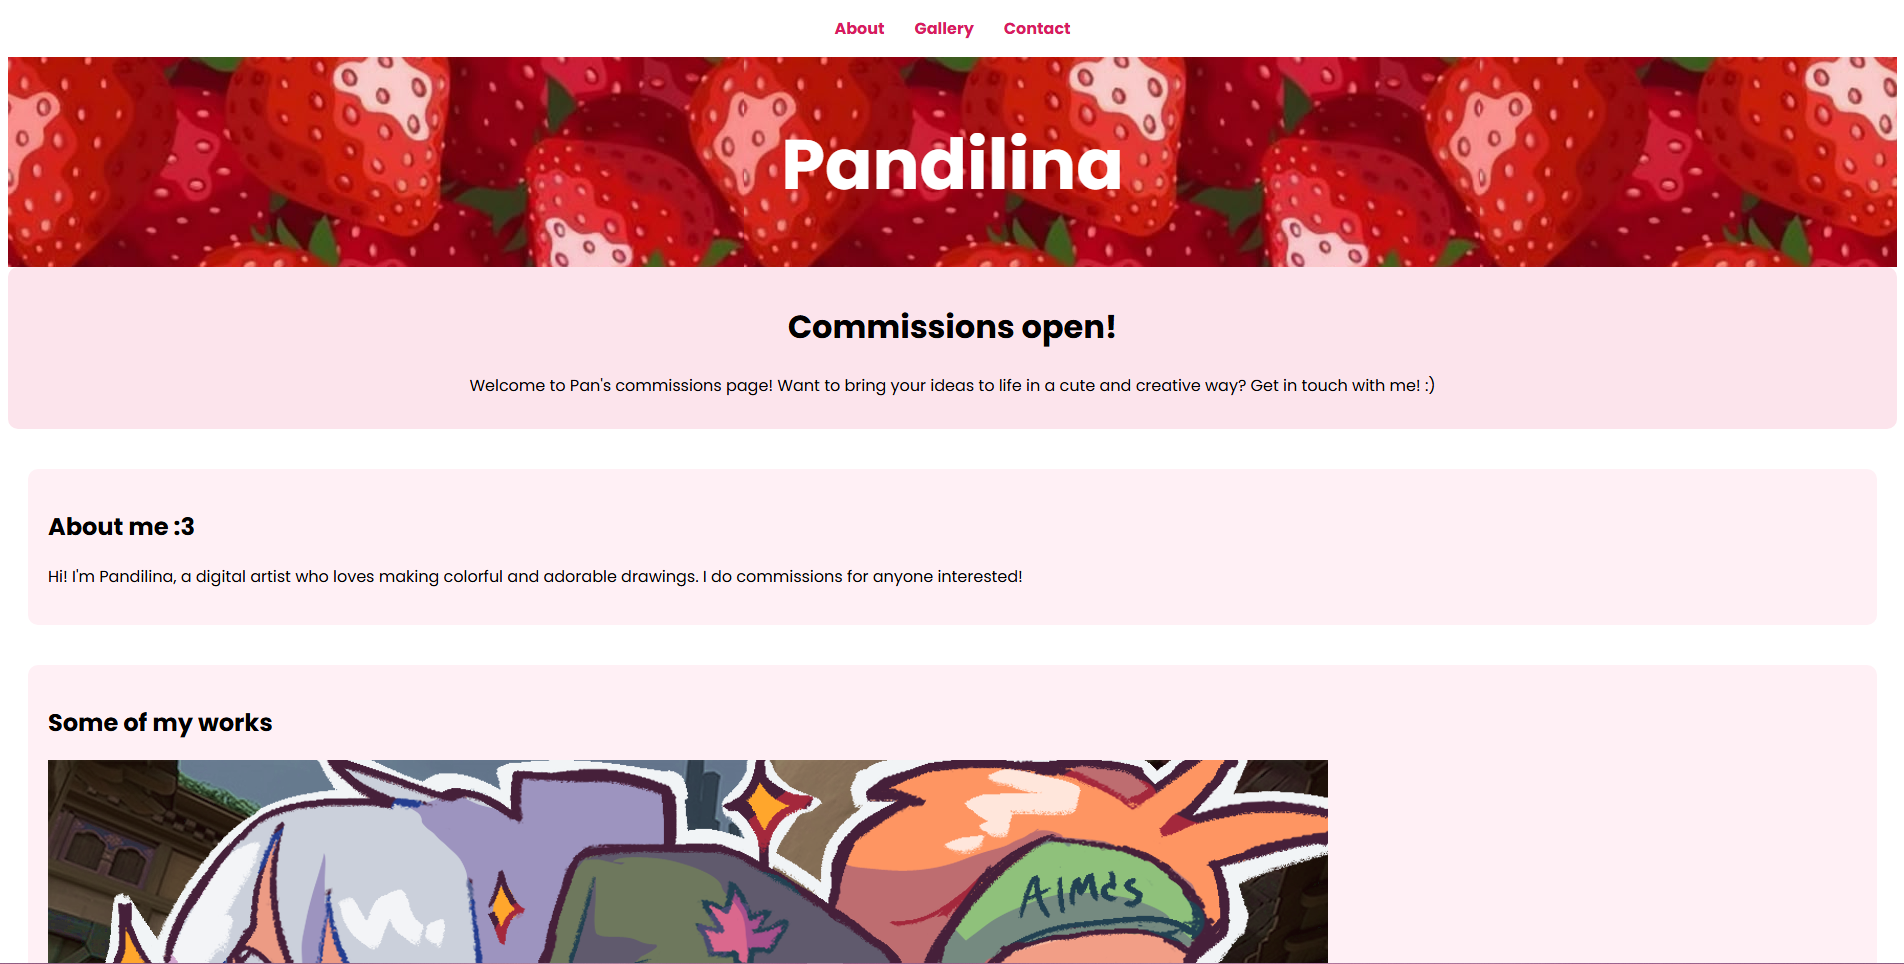 About Gallery Contact
Pandilina
Commissions open!
Welcome to Pan's commissions page! Want to bring your ideas to life in a cute and creative way? Get in touch with me! :)
About me :3
Hi! I'm Pandilina, a digital artist who loves making colorful and adorable drawings. I do commissions for anyone interested!
Some of my works